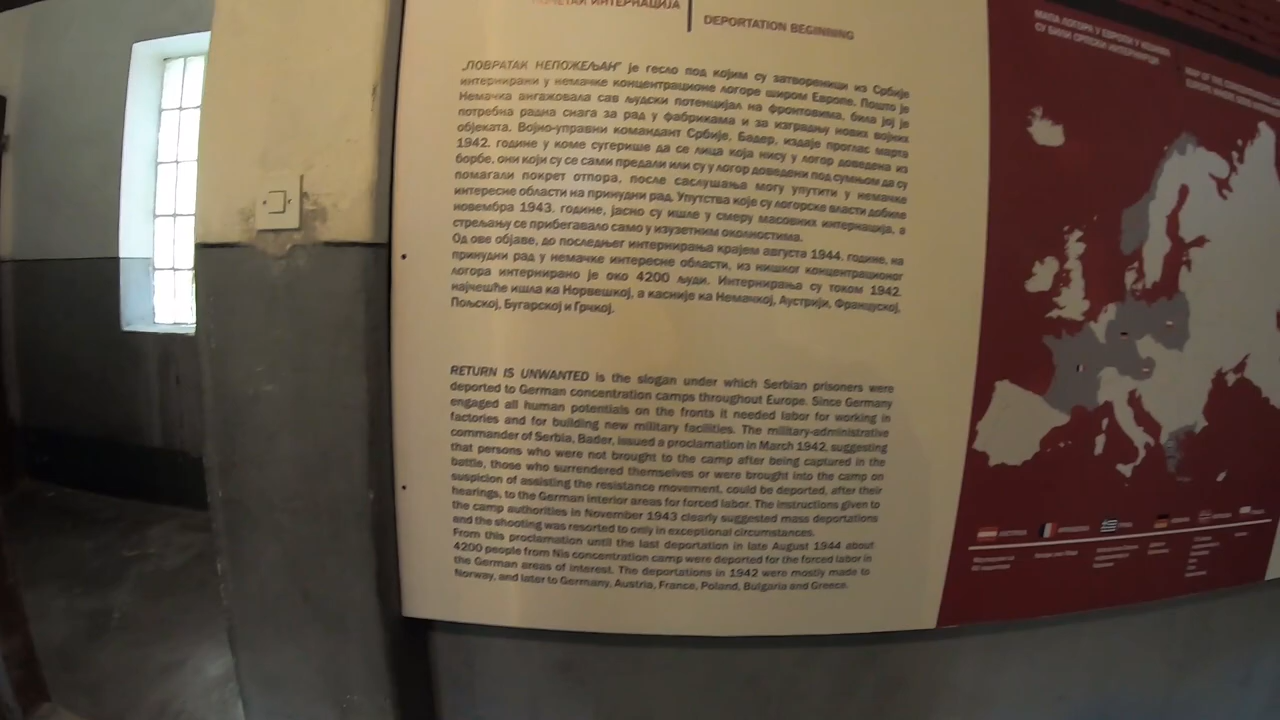 ПОЧЕТАК ИНТЕРНАЦИЈА
DEPORTATION BEGINNING
„ПОВРАТАК НЕПОЖЕЉАН” је гесло под којим су затвореници из Србије
интернирани у немачке концентрационе логоре широм Европе. Пошто је
Немачка ангажовала сав људски потенцијал на фронтовима, била јој је
потребна радна снага за рад у фабрикама и за изградњу нових војних
објеката. Војно-управни командант Србије, Бадер, издаје проглас марта
1942. године у коме сугерише да се лица која нису у логор доведена из
борбе, они који су се сами предали или су у логор доведени под сумњом да су
помагали покрет отпора, после саслушања могу упутити у немачке
интересне области на принудни рад. Упутства које су логорске власти добиле
новембра 1943. године, јасно су ишле у смеру масовних интернација, а
стрељању се прибегавало само у изузетним околностима.
Од ове објаве, до последњег интернирања крајем августа 1944. године, на
принудни рад у немачке интересне области, из нишког концентрационог
логора интернирано је око 4200 људи. Интернирања су током 1942.
најчешће ишла ка Норвешкој, а касније ка Немачкој, Аустрији, Француској,
Пољској, Бугарској и Грчкој.
RETURN IS UNWANTED is the slogan under which Serbian prisoners were
deported to German concentration camps throughout Europe. Since Germany
engaged all human potentials on the fronts it needed labor for working in
factories and for building new military facilities. The military-administrative
commander of Serbia, Bader, issued a proclamation in March 1942, suggesting
that persons who were not brought to the camp after being captured in the
battle, those who surrendered themselves or were brought into the camp on
suspicion of assisting the resistance movement, could be deported, after their
hearings, to the German interior areas for forced labor. The instructions given to
the camp authorities in November 1943 clearly suggested mass deportations
and the shooting was resorted to only in exceptional circumstances.
From this proclamation until the last deportation in late August 1944 about
4200 people from Nis concentration camp were deported for the forced labor in
the German areas of interest. The deportations in 1942 were mostly made to
Norway, and later to Germany, Austria, France, Poland, Bulgaria and Greece.
МАПА ЛОГОРА У ЕВРОПИ У КОЈИМА
СУ БИЛИ СРПСКИ ИНТЕРНИРЦИ
MAP OF THE